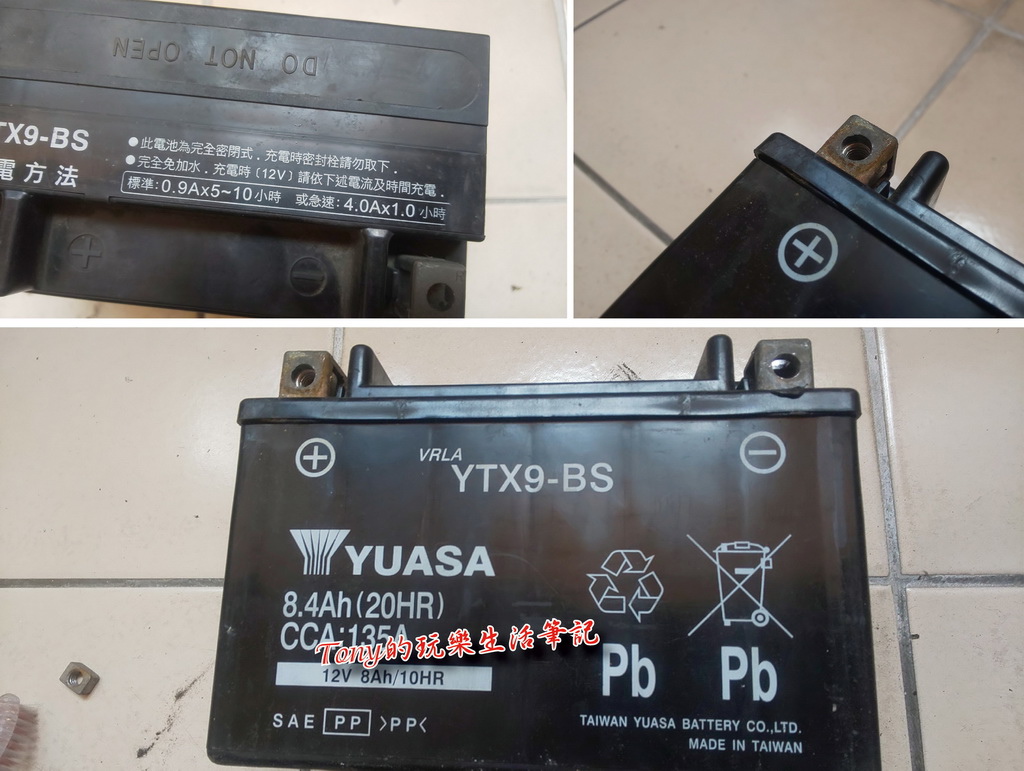 DO NOT OPEN
TX9-BS
電方法
●此電池為完全密閉式.充電時密封栓請勿取下.
●完全免加水.充電時〔12V〕請依下述電流及時間充電.
標準:0.9Ax5~10小時 或急速:4.0Ax1.0小時
VRLA
YTX9-BS
YUASA
8.4Ah(20HR)
CCA:135A
Tony的玩樂生活筆記
12V 8Ah/10HR
SAE PP >PP<
Pb Pb
TAIWAN YUASA BATTERY CO.,LTD.
MADE IN TAIWAN